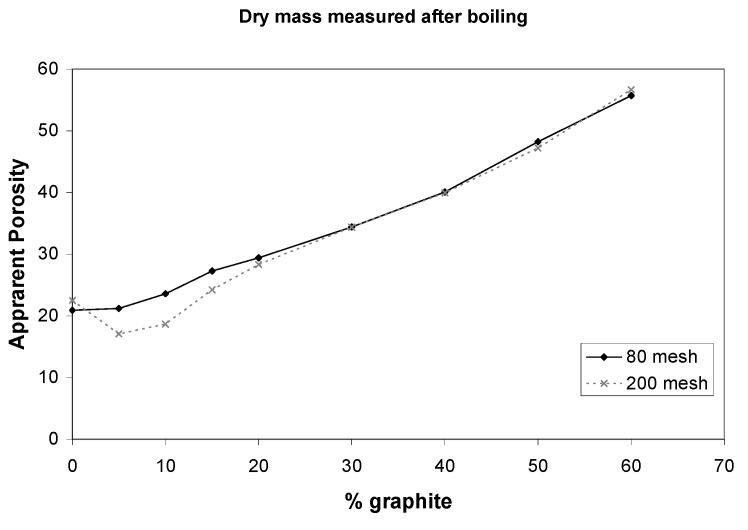 Dry mass measured after boiling
60
50
40
30
20
10
0
Apprarent Porosity
0 10 20 30 40 50 60 70
% graphite
80 mesh
200 mesh